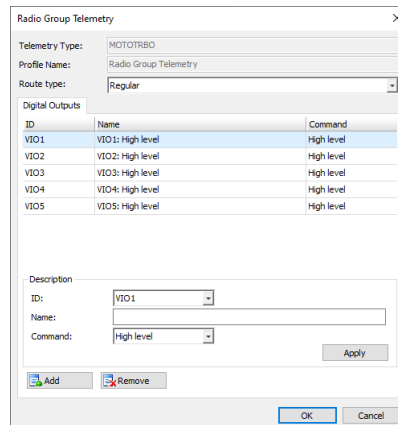 Radio Group Telemetry
Telemetry Type: MOTOTRBO
Profile Name: Radio Group Telemetry
Route type: Regular
Digital Outputs
ID Name Command
VIO1 VIO1: High level High level
VIO2 VIO2: High level High level
VIO3 VIO3: High level High level
VIO4 VIO4: High level High level
VIO5 VIO5: High level High level
Description
ID: VIO1
Name:
Command: High level
Apply
Add Remove
OK Cancel